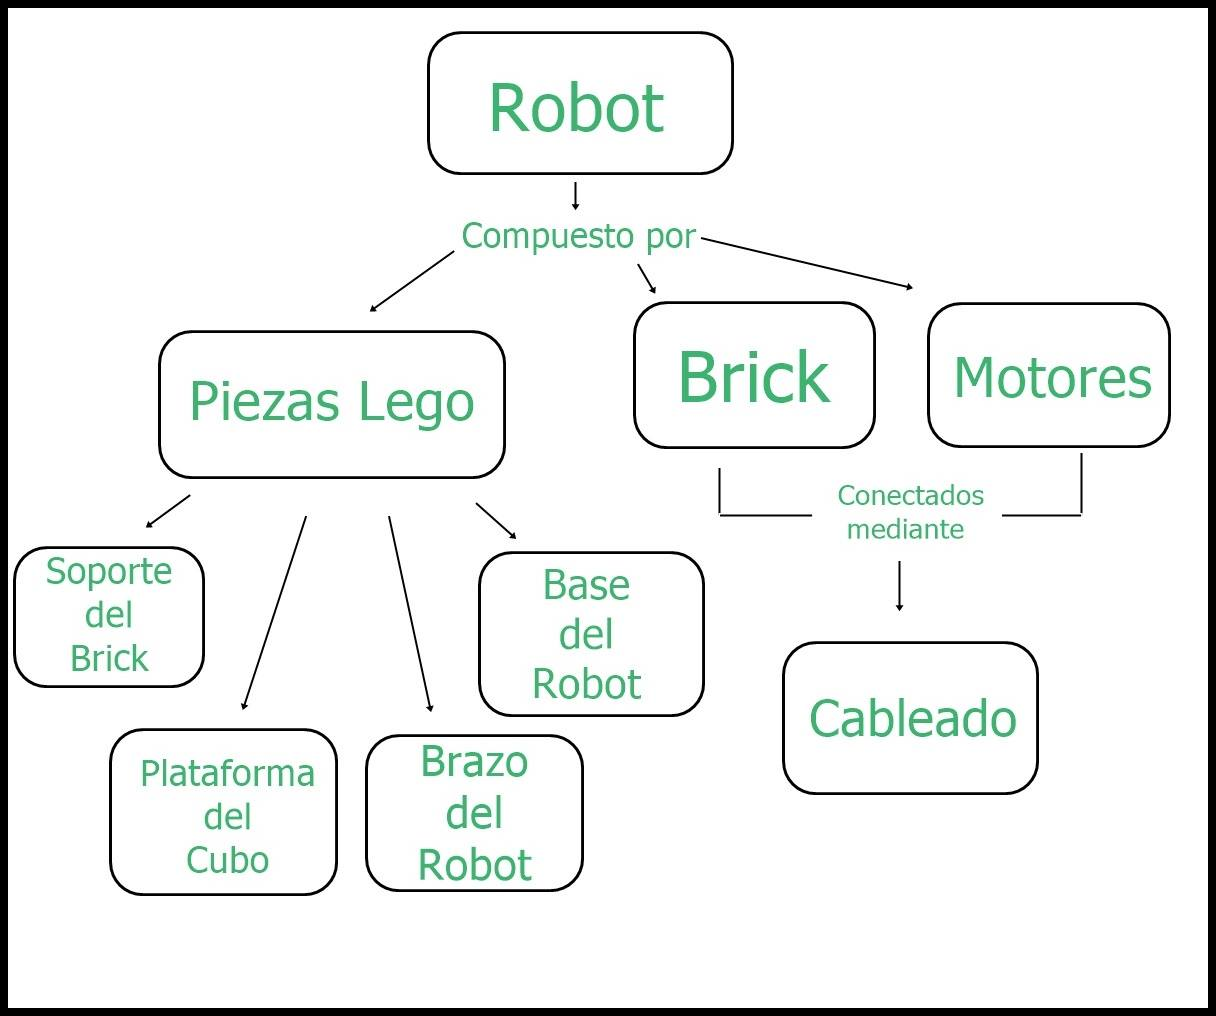 Robot
Compuesto por
Piezas Lego
Brick
Motores
Conectados
mediante
Soporte
del
Brick
Base
del
Robot
Cableado
Plataforma
del
Cubo
Brazo
del
Robot